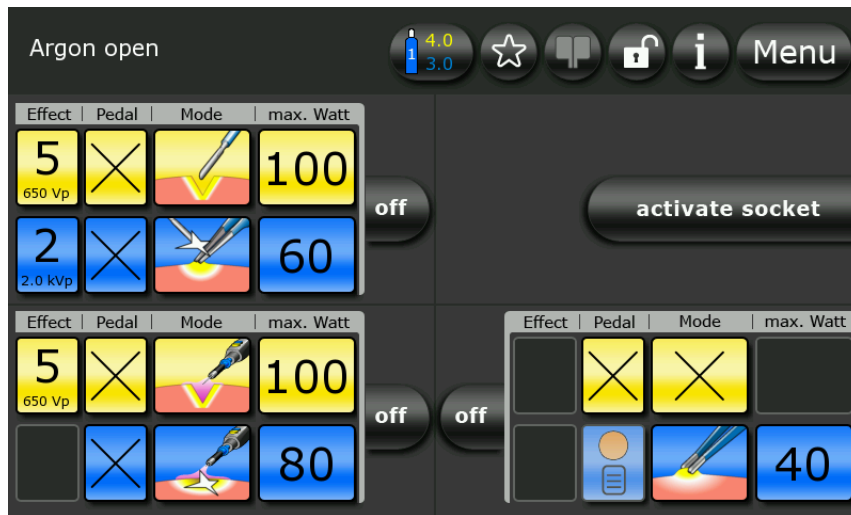 Argon open
1 4.0
3.0
i
Menu
Effect | Pedal | Mode | max. Watt
5
650 Vp
100
off
2
2.0 kVp
60
activate socket
Effect | Pedal | Mode | max. Watt
5
650 Vp
100
off
80
Effect | Pedal | Mode | max. Watt
off
40